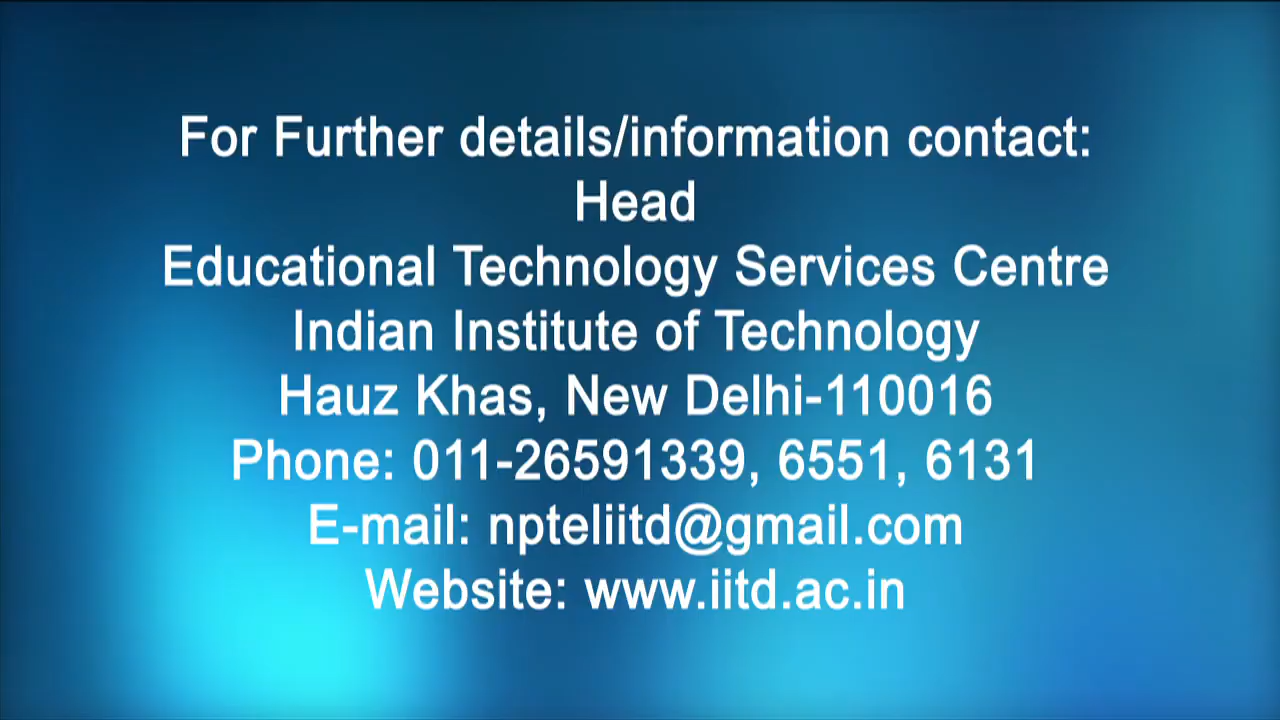 For Further details/information contact:
Head
Educational Technology Services Centre
Indian Institute of Technology
Hauz Khas, New Delhi-110016
Phone: 011-26591339, 6551, 6131
E-mail: npteliitd@gmail.com
Website: www.iitd.ac.in